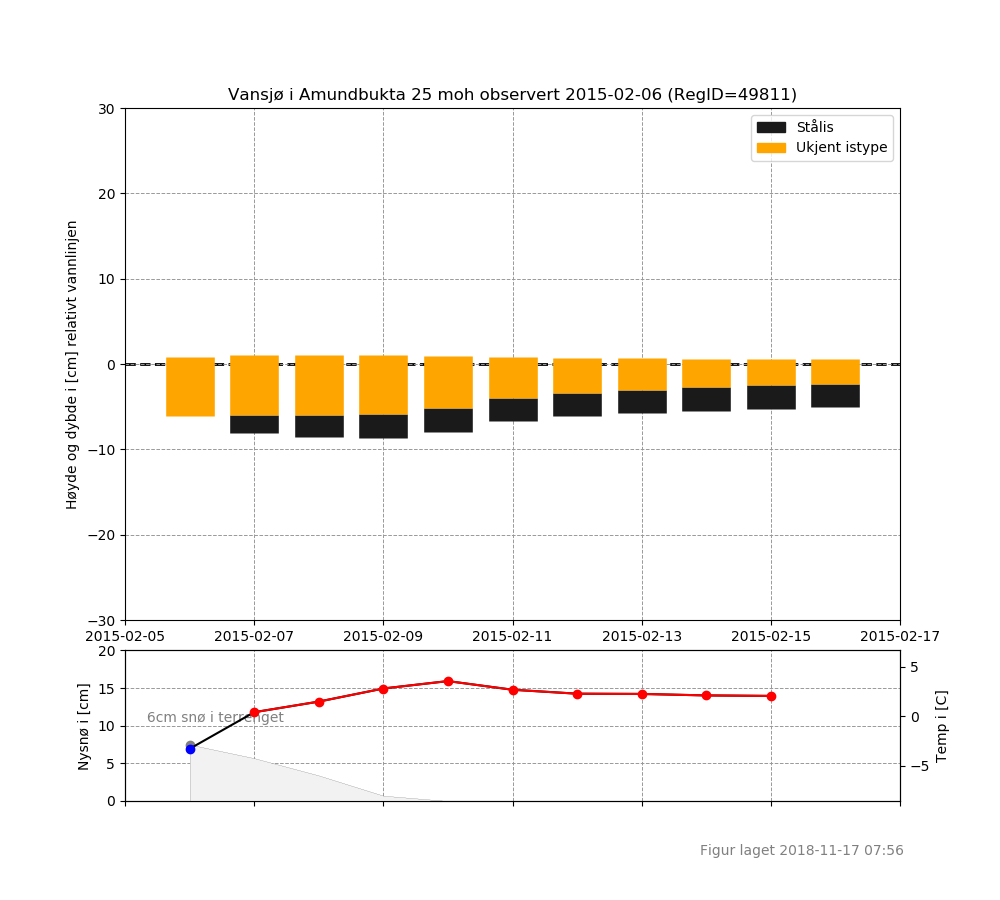 Vansjø i Amundbukta 25 moh observert 2015-02-06 (RegID=49811)
Stålis
Ukjent istype
Høyde og dybde i [cm] relativt vannlinjen
30
20
10
0
−10
−20
−30
2015-02-05 2015-02-07 2015-02-09 2015-02-11 2015-02-13 2015-02-15 2015-02-17
Nysnø i [cm]
20
15
10
5
0
6cm snø i terrenget
5
0
−5
Temp i [C]
Figur laget 2018-11-17 07:56